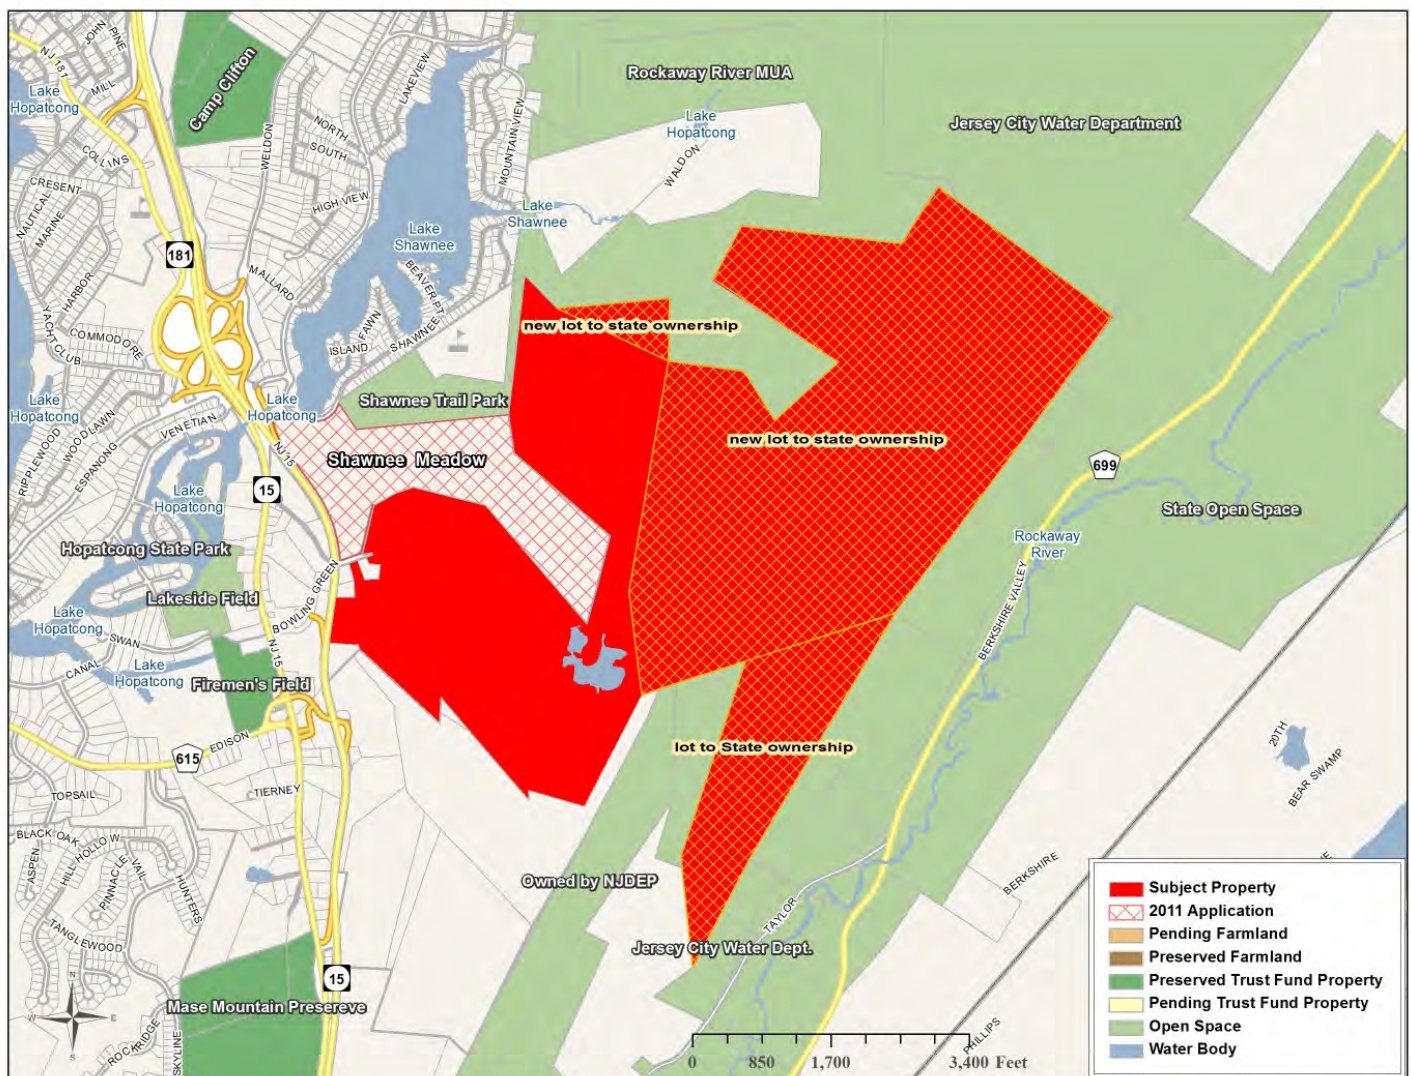 JOHN
PINE
NJ 181
MILL
Lake
Hopatcong
COLLINS
Camp Clifton
WELDON
LAKEVIEW
NORTH
SOUTH
HIGH VIEW
MOUNTAIN VIEW
Rockaway River MUA
Lake
Hopatcong
WALDON
Jersey City Water Department
CRESENT
NAUTICAL
MARINE
HARBOR
181
Lake
Shawnee
Lake
Shawnee
MALLARD
BEAVER PT
FAWN
ISLAND
SHAWNEE
YACHT CLUB
COMMODORE
new lot to state ownership
Lake
Hopatcong
Lake
Hopatcong
Shawnee Trail Park
VENETIAN
WOODLAWN
RIPPLEWOOD
ESPANONG
NJ 15
Shawnee Meadow
new lot to state ownership
699
15
Lake
Hopatcong
State Open Space
Rockaway
River
Hopatcong State Park
Lakeside Field
BOWLING GREEN
BERKSHIRE VALLEY
Lake
Hopatcong
SWAN
CANAL
Lake
Hopatcong
NJ 15
Firemen's Field
EDISON
615
lot to State ownership
20TH
BEAR SWAMP
TOPSAIL
TIERNEY
BLACK OAK
ASPEN
HILL HOLLOW
PINNACLE
VAIL
HUNTERS
TANGLEWOOD
Owned by NJDEP
BERKSHIRE
TAYLOR
Jersey City Water Dept.
15
Mase Mountain Presereve
N
W
E
S
ROCKRIDGE
SKYLINE
PHILLIPS
0
850
1,700
3,400 Feet
Subject Property
2011 Application
Pending Farmland
Preserved Farmland
Preserved Trust Fund Property
Pending Trust Fund Property
Open Space
Water Body